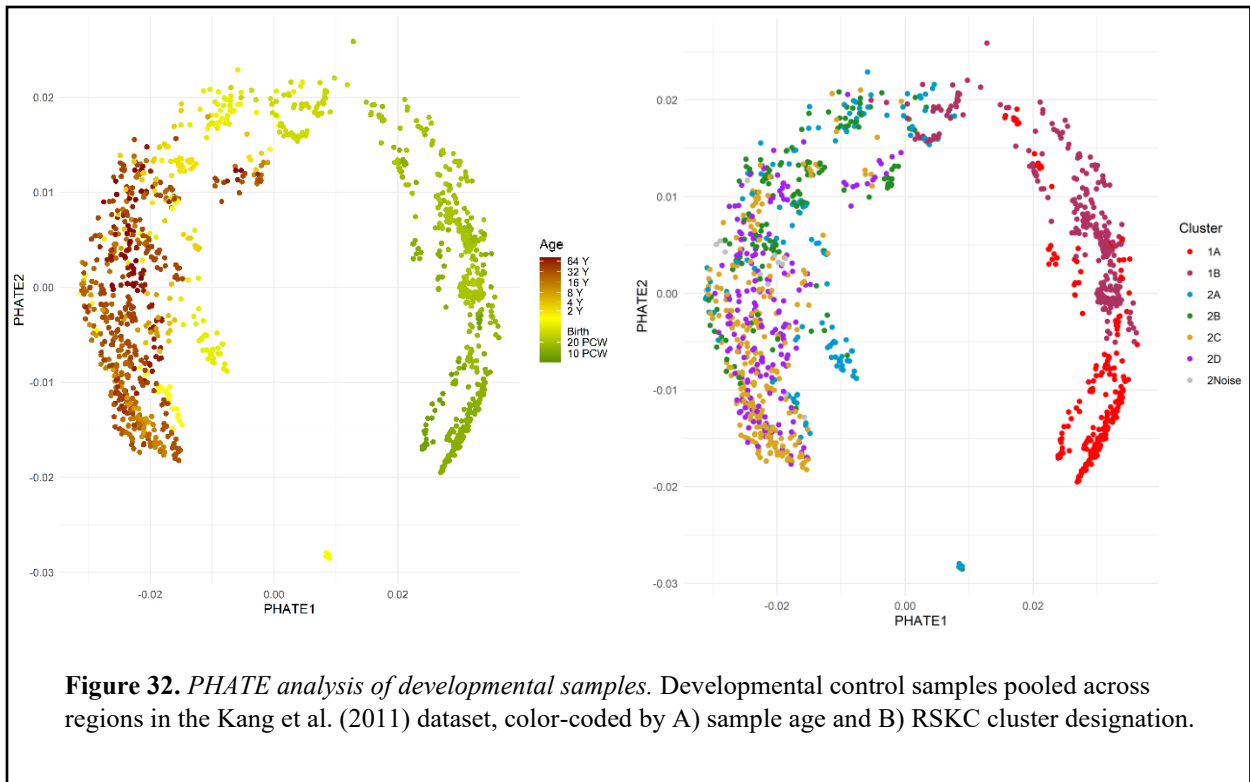 0.02
0.01
0.00
-0.01
-0.02
-0.03
PHATE2
-0.02
0.00
0.02
PHATE1
Age
64 Y
32 Y
16 Y
8 Y
4 Y
2 Y
Birth
20 PCW
10 PCW
0.02
0.01
0.00
-0.01
-0.02
-0.03
PHATE2
-0.02
0.00
0.02
PHATE1
Cluster
1A
1B
2A
2B
2C
2D
2Noise
Figure 32. PHATE analysis of developmental samples. Developmental control samples pooled across
regions in the Kang et al. (2011) dataset, color-coded by A) sample age and B) RSKC cluster designation.